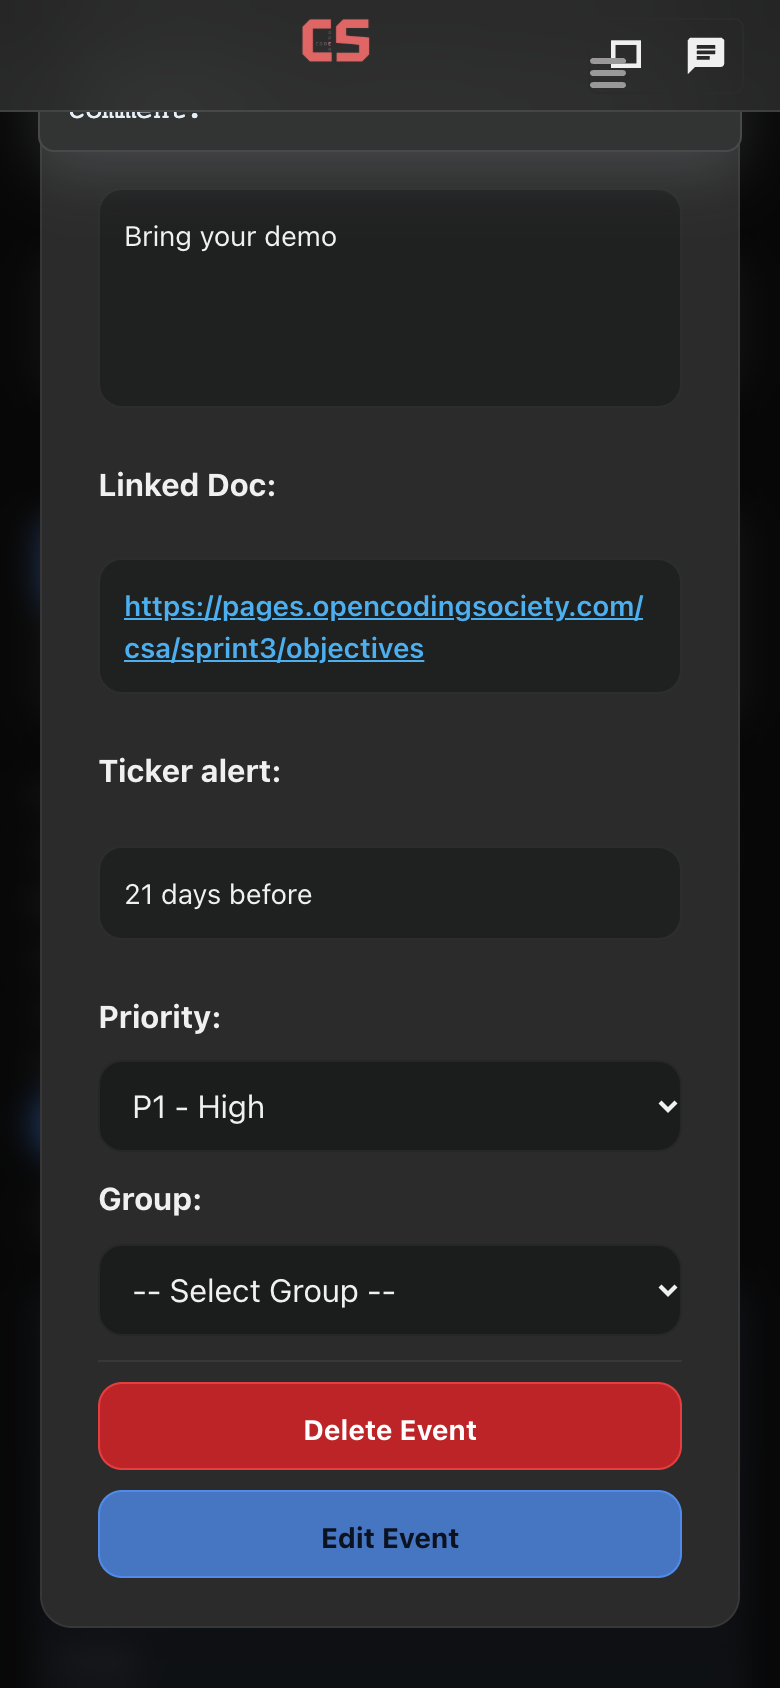 CS
comment:
Bring your demo
Linked Doc:
https://pages.opencodingsociety.com/
csa/sprint3/objectives
Ticker alert:
21 days before
Priority:
P1 - High
Group:
-- Select Group --
Delete Event
Edit Event